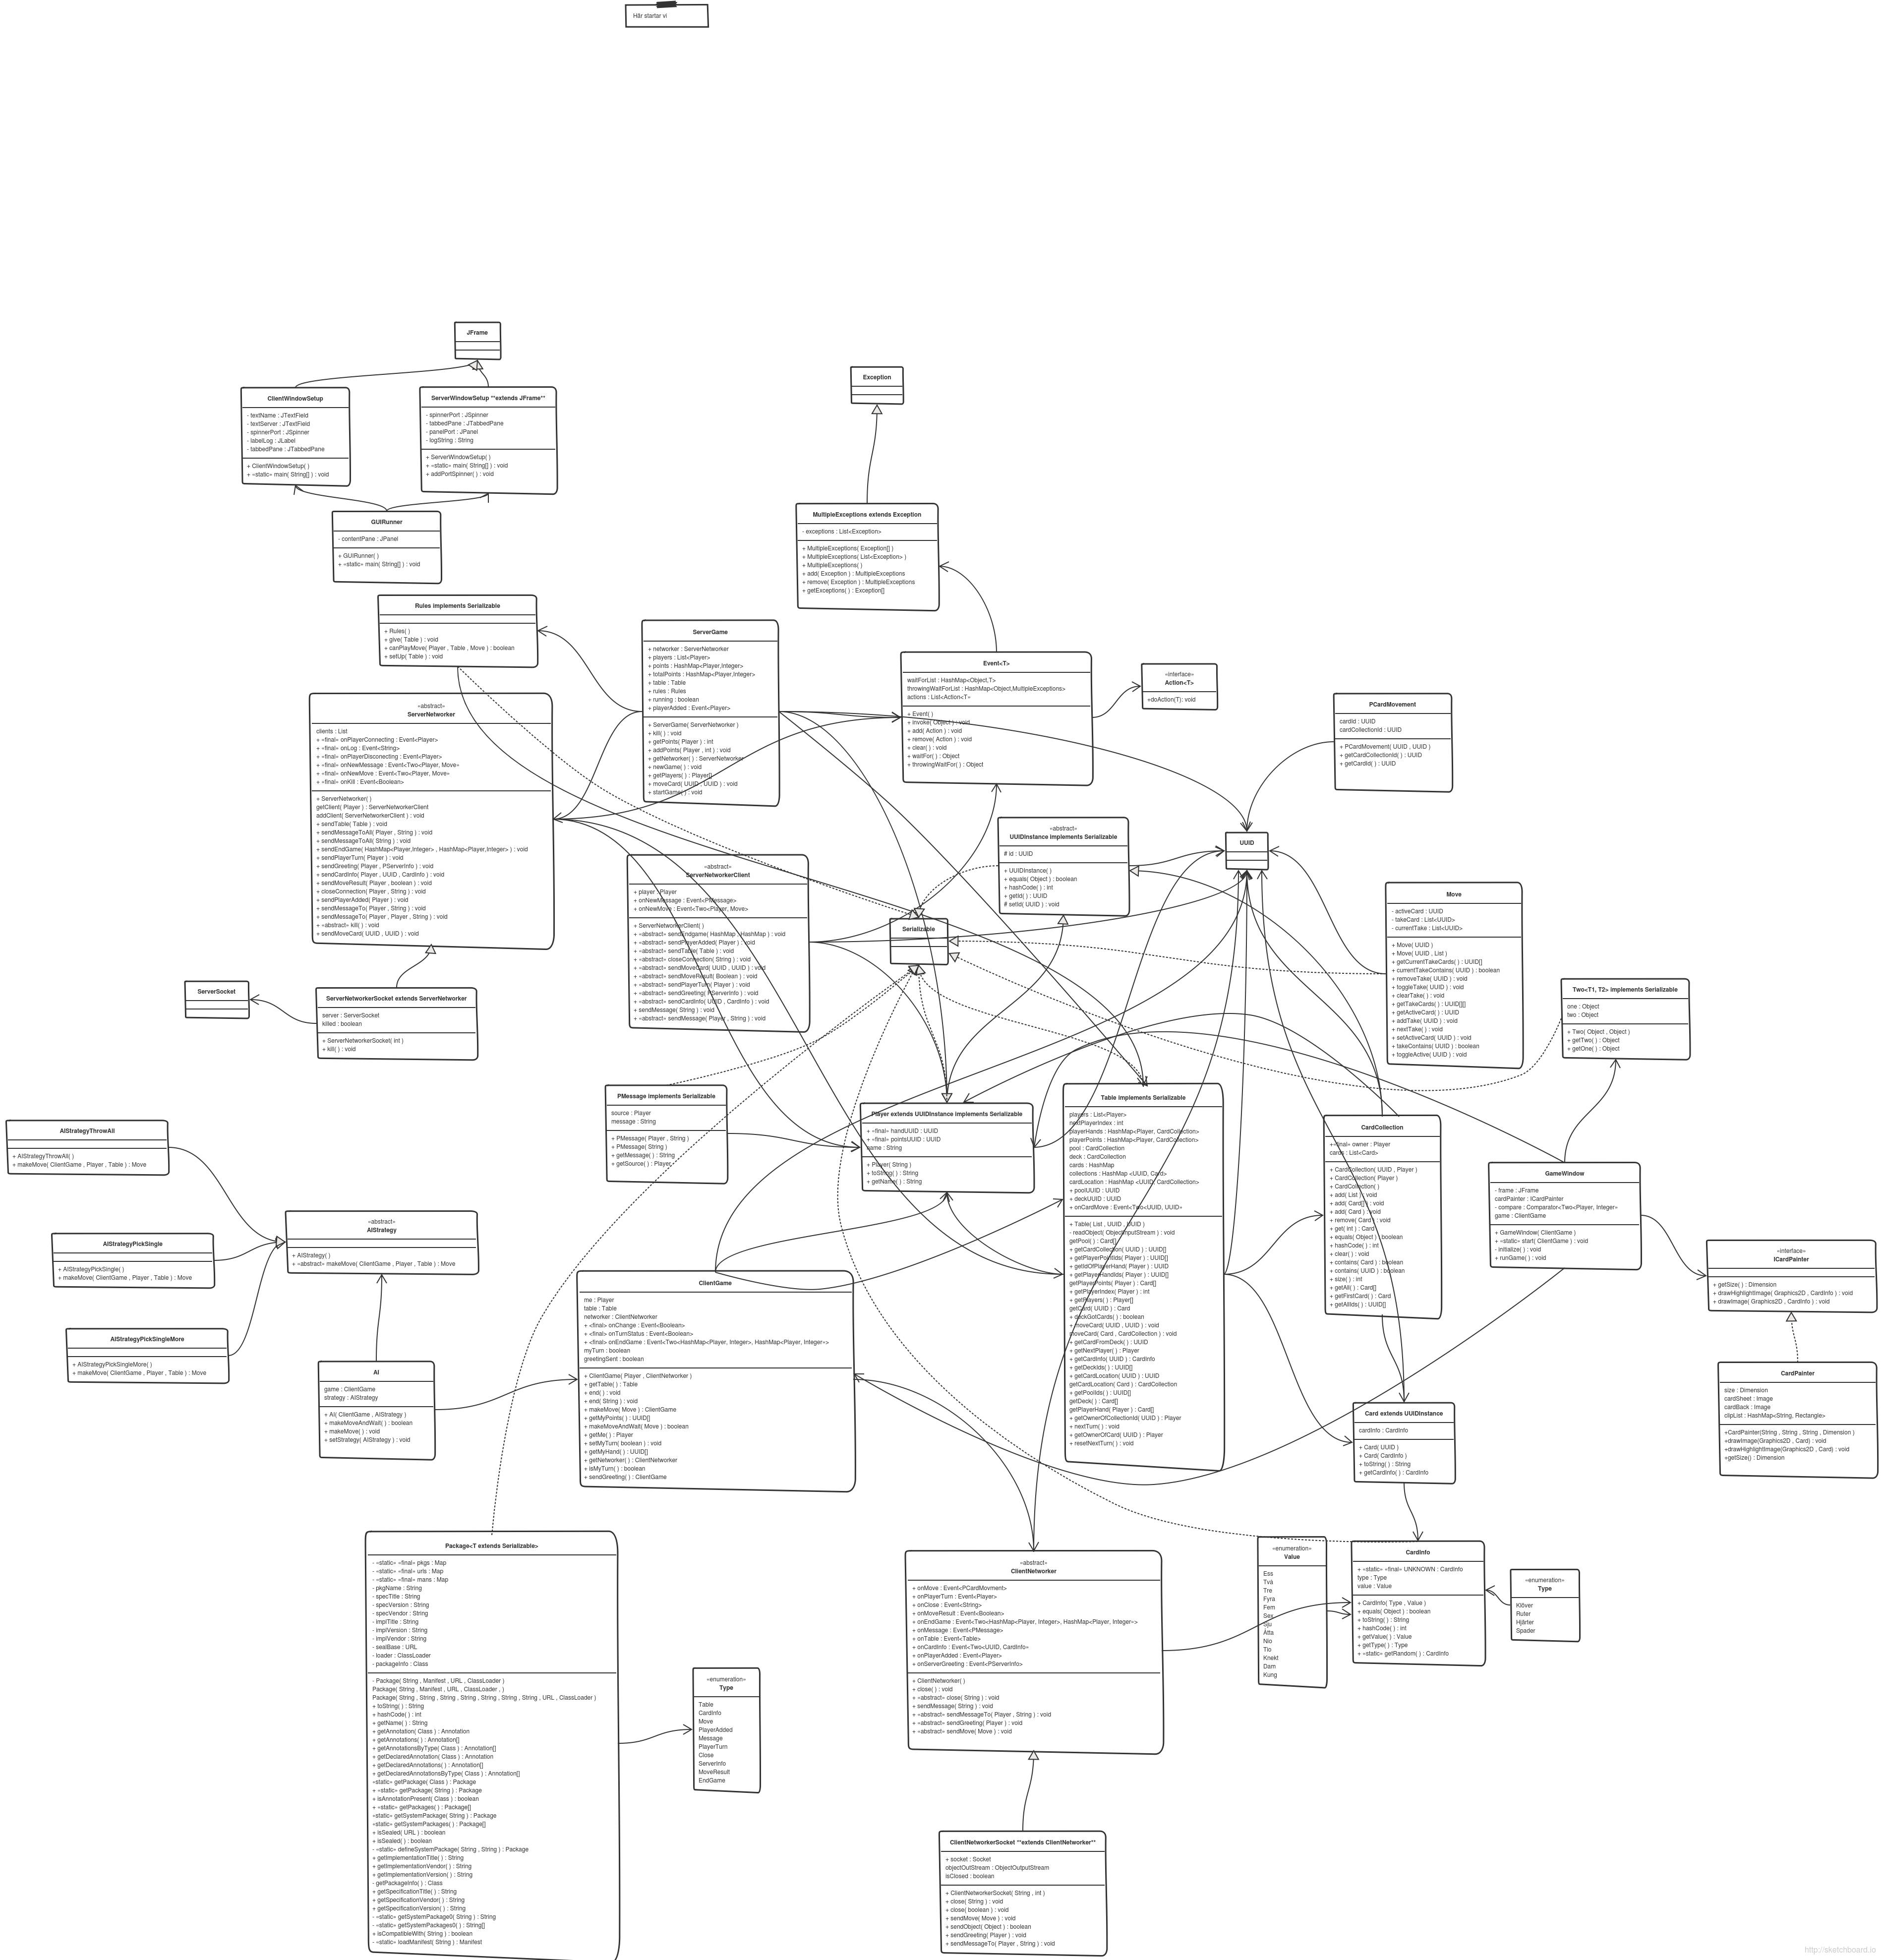 Här startar vi
JFrame
ClientWindowSetup
- textName : JTextField
- textServer : JTextField
- spinnerPort : JSpinner
- labelLog : JLabel
- tabbedPane : JTabbedPane
+ ClientWindowSetup( )
+ «static» main( String[] ) : void
ServerWindowSetup **extends JFrame**
- spinnerPort : JSpinner
- tabbedPane : JTabbedPane
- panelPort : JPanel
- logString : String
+ ServerWindowSetup( )
+ «static» main( String[] ) : void
+ addPortSpinner( ) : void
Exception
GUIRunner
- contentPane : JPanel
+ GUIRunner( )
+ «static» main( String[] ) : void
MultipleExceptions extends Exception
- exceptions : List<Exception>
+ MultipleExceptions( Exception[] )
+ MultipleExceptions( List<Exception> )
+ MultipleExceptions( )
+ add( Exception ) : MultipleExceptions
+ remove( Exception ) : MultipleExceptions
+ getExceptions( ) : Exception[]
Rules implements Serializable
+ Rules( )
+ give( Table ) : void
+ canPlayMove( Player , Table , Move ) : boolean
+ setUp( Table ) : void
ServerGame
+ networker : ServerNetworker
+ players : List<Player>
+ points : HashMap<Player,Integer>
+ totalPoints : HashMap<Player,Integer>
+ table : Table
+ rules : Rules
+ running : boolean
+ playerAdded : Event<Player>
+ ServerGame( ServerNetworker )
+ kill( ) : void
+ getPoints( Player ) : int
+ addPoints( Player , int ) : void
+ getNetworker( ) : ServerNetworker
+ newGame( ) : void
+ getPlayers( ) : Player[]
+ moveCard( UUID , UUID ) : void
+ startGame( ) : void
Event<T>
waitForList : HashMap<Object,T>
throwingWaitForList : HashMap<Object,MultipleExceptions>
actions : List<Action<T>
+ Event( )
+ invoke( Object ) : void
+ add( Action ) : void
+ remove( Action ) : void
+ clear( ) : void
+ waitFor( ) : Object
+ throwingWaitFor( ) : Object
«interface»
Action<T>
+doAction(T): void
PCardMovement
cardId : UUID
cardCollectionId : UUID
+ PCardMovement( UUID , UUID )
+ getCardCollectionId( ) : UUID
+ getCardId( ) : UUID
«abstract»
ServerNetworker
clients : List
+ «final» onPlayerConnecting : Event<Player>
+ «final» onLog : Event<String>
+ «final» onPlayerDisconecting : Event<Player>
+ «final» onNewMessage : Event<Two<Player, Move»
+ «final» onNewMove : Event<Two<Player, Move»
+ «final» onKill : Event<Boolean>
+ ServerNetworker( )
getClient( Player ) : ServerNetworkerClient
addClient( ServerNetworkerClient ) : void
+ sendTable( Table ) : void
+ sendMessageToAll( Player , String ) : void
+ sendMessageToAll( String ) : void
+ sendEndGame( HashMap<Player,Integer> , HashMap<Player,Integer> ) : void
+ sendPlayerTurn( Player ) : void
+ sendGreeting( Player , PServerInfo ) : void
+ sendCardInfo( Player , UUID , CardInfo ) : void
+ sendMoveResult( Player , boolean ) : void
+ closeConnection( Player , String ) : void
+ sendPlayerAdded( Player ) : void
+ sendMessageTo( Player , String ) : void
+ sendMessageTo( Player , Player , String ) : void
+ «abstract» kill( ) : void
+ sendMoveCard( UUID , UUID ) : void
«abstract»
ServerNetworkerClient
+ player : Player
+ onNewMessage : Event<PMessage>
+ onNewMove : Event<Two<Player, Move>
+ ServerNetworkerClient( )
+ «abstract» sendEndgame( HashMap , HashMap ) : void
+ «abstract» sendPlayerAdded( Player ) : void
+ «abstract» sendTable( Table ) : void
+ «abstract» closeConnection( String ) : void
+ «abstract» sendMoveCard( UUID , UUID ) : void
+ «abstract» sendMoveResult( Boolean ) : void
+ «abstract» sendPlayerTurn( Player ) : void
+ «abstract» sendGreeting( PServerInfo ) : void
+ «abstract» sendCardInfo( UUID , CardInfo ) : void
+ sendMessage( String ) : void
+ «abstract» sendMessage( Player , String ) : void
«abstract»
UUIDInstance implements Serializable
# id : UUID
+ UUIDInstance( )
+ equals( Object ) : boolean
+ hashCode( ) : int
+ getId( ) : UUID
# setId( UUID ) : void
UUID
Serializable
Move
- activeCard : UUID
- takeCard : List<UUID>
- currentTake : List<UUID>
+ Move( UUID )
+ Move( UUID , List )
+ getCurrentTakeCards( ) : UUID[]
+ currentTakeContains( UUID ) : boolean
+ removeTake( UUID ) : void
+ toggleTake( UUID ) : void
+ clearTake( ) : void
+ getTakeCards( ) : UUID[][]
+ getActiveCard( ) : UUID
+ addTake( UUID ) : void
+ nextTake( ) : void
+ setActiveCard( UUID ) : void
+ takeContains( UUID ) : boolean
+ toggleActive( UUID ) : void
ServerSocket
ServerNetworkerSocket extends ServerNetworker
server : ServerSocket
killed : boolean
+ ServerNetworkerSocket( int )
+ kill( ) : void
Two<T1, T2> implements Serializable
one : Object
two : Object
+ Two( Object , Object )
+ getTwo( ) : Object
+ getOne( ) : Object
PMessage implements Serializable
source : Player
message : String
+ PMessage( Player , String )
+ PMessage( String )
+ getMessage( ) : String
+ getSource( ) : Player
Player extends UUIDInstance implements Serializable
+ «final» handUUID : UUID
+ «final» pointsUUID : UUID
name : String
+ Player( String )
+ toString( ) : String
+ getName( ) : String
Table implements Serializable
players : List<Player>
nextPlayerIndex : int
playerHands : HashMap<Player, CardCollection>
playerPoints : HashMap<Player, CardCollection>
pool : CardCollection
deck : CardCollection
cards : HashMap
collections : HashMap <UUID, Card>
cardLocation : HashMap <UUID, CardCollection>
+ poolUUID : UUID
+ deckUUID : UUID
+ onCardMove : Event<Two<UUID, UUID»
+ Table( List , UUID , UUID )
- readObject( ObjectInputStream ) : void
getPool( ) : Card[]
+ getCardCollection( UUID ) : UUID[]
+ getPlayerPointIds( Player ) : UUID[]
+ getIdOfPlayerHand( Player ) : UUID
+ getPlayerHandIds( Player ) : UUID[]
getPlayerPoints( Player ) : Card[]
+ getPlayerIndex( Player ) : int
+ getPlayers( ) : Player[]
getCard( UUID ) : Card
+ deckGotCards( ) : boolean
+ moveCard( UUID , UUID ) : void
moveCard( Card , CardCollection ) : void
+ getCardFromDeck( ) : UUID
+ getNextPlayer( ) : Player
+ getCardInfo( UUID ) : CardInfo
+ getDeckIds( ) : UUID[]
+ getCardLocation( UUID ) : UUID
getCardLocation( Card ) : CardCollection
+ getPoolIds( ) : UUID[]
getDeck( ) : Card[]
getPlayerHand( Player ) : Card[]
+ getOwnerOfCollectionId( UUID ) : Player
+ nextTurn( ) : void
+ getOwnerOfCard( UUID ) : Player
+ resetNextTurn( ) : void
CardCollection
+«final» owner : Player
cards : List<Card>
+ CardCollection( UUID , Player )
+ CardCollection( Player )
+ CardCollection( )
+ add( List ) : void
+ add( Card[] ) : void
+ add( Card ) : void
+ remove( Card ) : void
+ get( int ) : Card
+ equals( Object ) : boolean
+ hashCode( ) : int
+ clear( ) : void
+ contains( Card ) : boolean
+ contains( UUID ) : boolean
+ size( ) : int
+ getAll( ) : Card[]
+ getFirstCard( ) : Card
+ getAllIds( ) : UUID[]
GameWindow
- frame : JFrame
cardPainter : ICardPainter
- compare : Comparator<Two<Player, Integer»
game : ClientGame
+ GameWindow( ClientGame )
+ «static» start( ClientGame ) : void
- initialize( ) : void
+ runGame( ) : void
AIStrategyThrowAll
+ AIStrategyThrowAll( )
+ makeMove( ClientGame , Player , Table ) : Move
AIStrategyPickSingle
+ AIStrategyPickSingle( )
+ makeMove( ClientGame , Player , Table ) : Move
«abstract»
AIStrategy
+ AIStrategy( )
+ «abstract» makeMove( ClientGame , Player , Table ) : Move
AIStrategyPickSingleMore
+ AIStrategyPickSingleMore( )
+ makeMove( ClientGame , Player , Table ) : Move
AI
game : ClientGame
strategy : AIStrategy
+ AI( ClientGame , AIStrategy )
+ makeMoveAndWait( ) : boolean
+ makeMove( ) : void
+ setStrategy( AIStrategy ) : void
ClientGame
me : Player
table : Table
networker : ClientNetworker
+ «final» onChange : Event<Boolean>
+ «final» onTurnStatus : Event<Boolean>
+ «final» onEndGame : Event<Two<HashMap<Player, Integer>, HashMap<Player, Integer»>
myTurn : boolean
greetingSent : boolean
+ ClientGame( Player , ClientNetworker )
+ getTable( ) : Table
+ end( ) : void
+ end( String ) : void
+ makeMove( Move ) : ClientGame
+ getMyPoints( ) : UUID[]
+ makeMoveAndWait( Move ) : boolean
+ getMe( ) : Player
+ setMyTurn( boolean ) : void
+ getMyHand( ) : UUID[]
+ getNetworker( ) : ClientNetworker
+ isMyTurn( ) : boolean
+ sendGreeting( ) : ClientGame
«interface»
ICardPainter
+ getSize( ) : Dimension
+ drawHighlightImage( Graphics2D , CardInfo ) : void
+ drawImage( Graphics2D , CardInfo ) : void
CardPainter
size : Dimension
cardSheet : Image
cardBack : Image
clipList : HashMap<String, Rectangle>
+CardPainter(String , String , String , Dimension )
+drawImage(Graphics2D , Card) : void
+drawHighlightImage(Graphics2D , Card) : void
+getSize() : Dimension
Card extends UUIDInstance
cardInfo : CardInfo
+ Card( UUID )
+ Card( CardInfo )
+ toString( ) : String
+ getCardInfo( ) : CardInfo
Package<T extends Serializable>
- «static» «final» pkgs : Map
- «static» «final» urls : Map
- «static» «final» mans : Map
- pkgName : String
- specTitle : String
- specVersion : String
- specVendor : String
- implTitle : String
- implVersion : String
- implVendor : String
- sealBase : URL
- loader : ClassLoader
- packageInfo : Class
- Package( String , Manifest , URL , ClassLoader )
Package( String , Manifest , URL , ClassLoader , )
Package( String , String , String , String , String , String , String , URL , ClassLoader )
+ toString( ) : String
+ hashCode( ) : int
+ getName( ) : String
+ getAnnotation( Class ) : Annotation
+ getAnnotations( ) : Annotation[]
+ getAnnotationsByType( Class ) : Annotation[]
+ getDeclaredAnnotation( Class ) : Annotation
+ getDeclaredAnnotations( ) : Annotation[]
+ getDeclaredAnnotationsByType( Class ) : Annotation[]
«static» getPackage( Class ) : Package
+ «static» getPackage( String ) : Package
+ isAnnotationPresent( Class ) : boolean
+ «static» getPackages( ) : Package[]
«static» getSystemPackage( String ) : Package
«static» getSystemPackages( ) : Package[]
+ isSealed( URL ) : boolean
+ isSealed( ) : boolean
- «static» defineSystemPackage( String , String ) : Package
+ getImplementationTitle( ) : String
+ getImplementationVendor( ) : String
+ getImplementationVersion( ) : String
- getPackageInfo( ) : Class
+ getSpecificationTitle( ) : String
+ getSpecificationVendor( ) : String
+ getSpecificationVersion( ) : String
- «static» getSystemPackage0( String ) : String
- «static» getSystemPackages0( ) : String[]
+ isCompatibleWith( String ) : boolean
- «static» loadManifest( String ) : Manifest
«enumeration»
Type
Table
CardInfo
Move
PlayerAdded
Message
PlayerTurn
Close
ServerInfo
MoveResult
EndGame
«abstract»
ClientNetworker
+ onMove : Event<PCardMovment>
+ onPlayerTurn : Event<Player>
+ onClose : Event<String>
+ onMoveResult : Event<Boolean>
+ onEndGame : Event<Two<HashMap<Player, Integer>, HashMap<Player, Integer»>
+ onMessage : Event<PMessage>
+ onTable : Event<Table>
+ onCardInfo : Event<Two<UUID, CardInfo»
+ onPlayerAdded : Event<Player>
+ onServerGreeting : Event<PServerInfo>
+ ClientNetworker( )
+ close( ) : void
+ «abstract» close( String ) : void
+ sendMessage( String ) : void
+ «abstract» sendMessageTo( Player , String ) : void
+ «abstract» sendGreeting( Player ) : void
+ «abstract» sendMove( Move ) : void
«enumeration»
Value
Ess
Två
Tre
Fyra
Fem
Sex
Sju
Åtta
Nio
Tio
Knekt
Dam
Kung
CardInfo
+ «static» «final» UNKNOWN : CardInfo
type : Type
value : Value
+ CardInfo( Type , Value )
+ equals( Object ) : boolean
+ toString( ) : String
+ hashCode( ) : int
+ getValue( ) : Value
+ getType( ) : Type
+ «static» getRandom( ) : CardInfo
«enumeration»
Type
Klöver
Ruter
Hjärter
Spader
ClientNetworkerSocket **extends ClientNetworker**
+ socket : Socket
objectOutStream : ObjectOutputStream
isClosed : boolean
+ ClientNetworkerSocket( String , int )
+ close( String ) : void
+ close( boolean ) : void
+ sendMove( Move ) : void
+ sendObject( Object ) : boolean
+ sendGreeting( Player ) : void
+ sendMessageTo( Player , String ) : void
http://sketchboard.io